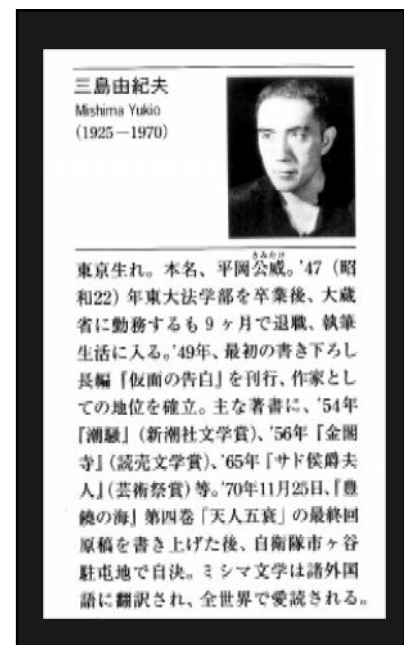 三島由紀夫
Mishima Yukio
(1925－1970)
東京生れ。本名、平岡公威。'47（昭
和22）年東大法学部を卒業後、大蔵
省に勤務するも9ヶ月で退職、執筆
生活に入る。'49年、最初の書き下ろし
長編『仮面の告白』を刊行、作家とし
ての地位を確立。主な著書に、'54年
『潮騒』（新潮社文学賞）、'56年『金閣
寺』（読売文学賞）、'65年『サド侯爵夫
人』（芸術祭賞）等。'70年11月25日、『豊
饒の海』第四巻「天人五衰」の最終回
原稿を書き上げた後、自衛隊市ヶ谷
駐屯地で自決。ミシマ文学は諸外国
語に翻訳され、全世界で愛読される。